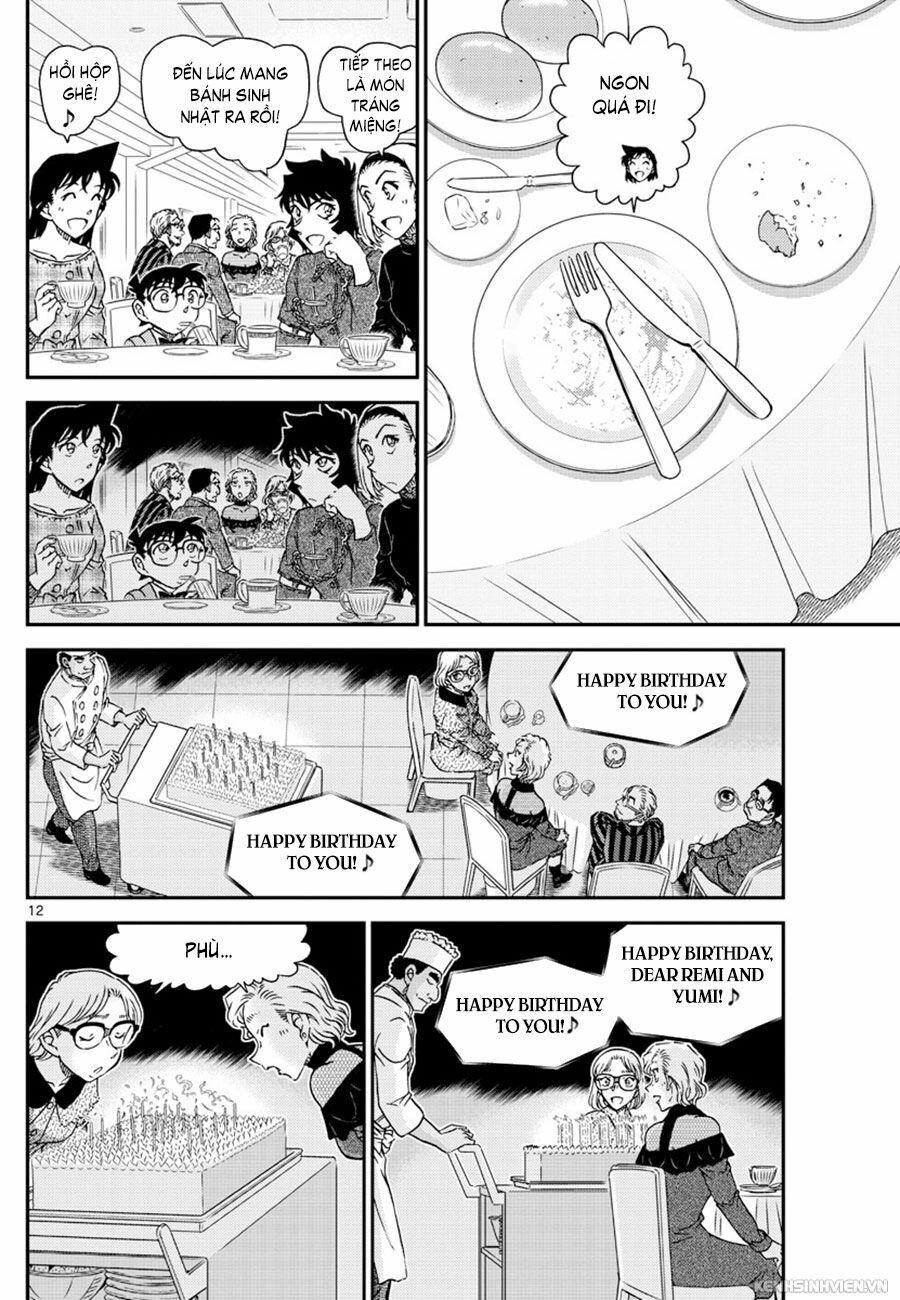 NGON
QUÁ ĐI!
TIẾP THEO
LÀ MÓN
TRÁNG
MIỆNG!
ĐẾN LÚC MANG
BÁNH SINH
NHẬT RA RỒI!
HỒI HỘP
GHÊ!
♪
HAPPY BIRTHDAY
TO YOU!♪
HAPPY BIRTHDAY
TO YOU!♪
12
HAPPY BIRTHDAY,
DEAR REMI AND
YUMI!♪
HAPPY BIRTHDAY
TO YOU!♪
PHÙ...
KENHSINHVIEN.VN